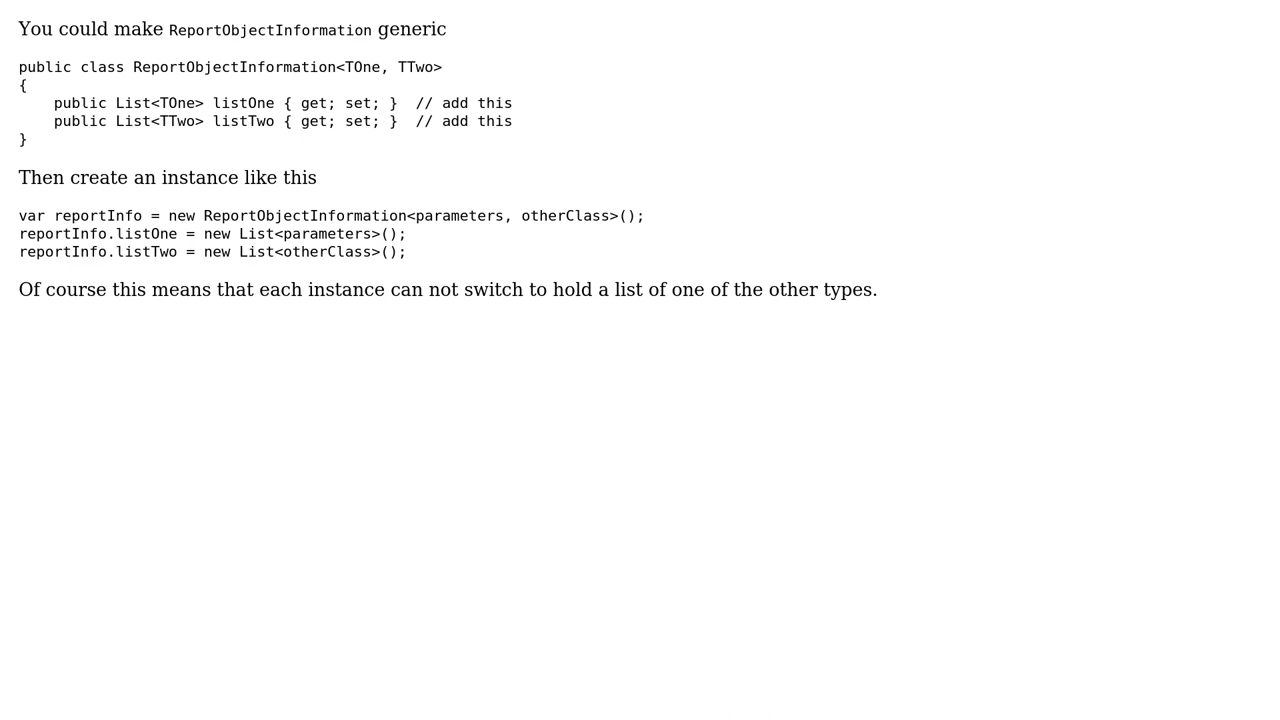 You could make ReportObjectInformation generic
public class ReportObjectInformation<TOne, TTwo>
{
    public List<TOne> listOne { get; set; }  // add this
    public List<TTwo> listTwo { get; set; }  // add this
}
Then create an instance like this
var reportInfo = new ReportObjectInformation<parameters, otherClass>();
reportInfo.listOne = new List<parameters>();
reportInfo.listTwo = new List<otherClass>();
Of course this means that each instance can not switch to hold a list of one of the other types.